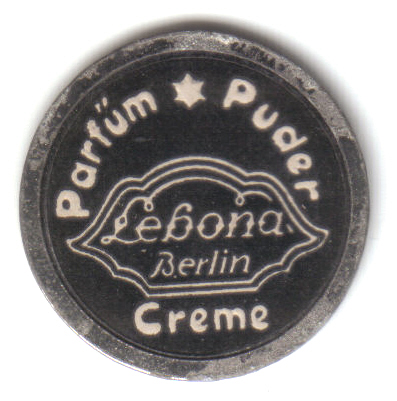 Parfüm ★ Puder
Lebona
Berlin
Creme